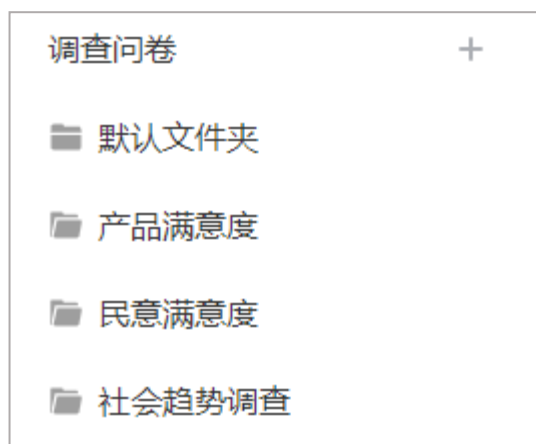 调查问卷
默认文件夹
产品满意度
民意满意度
社会趋势调查